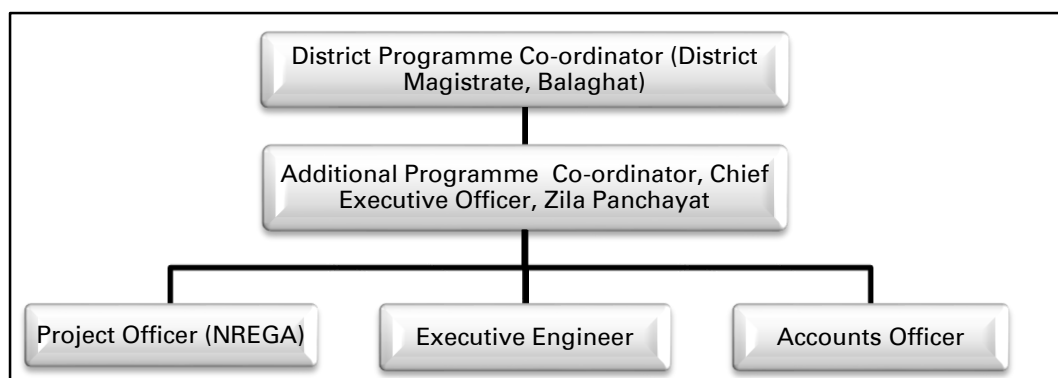 District Programme Co-ordinator (District
Magistrate, Balaghat)
Additional Programme Co-ordinator, Chief
Executive Officer, Zila Panchayat
Project Officer (NREGA)
Executive Engineer
Accounts Officer